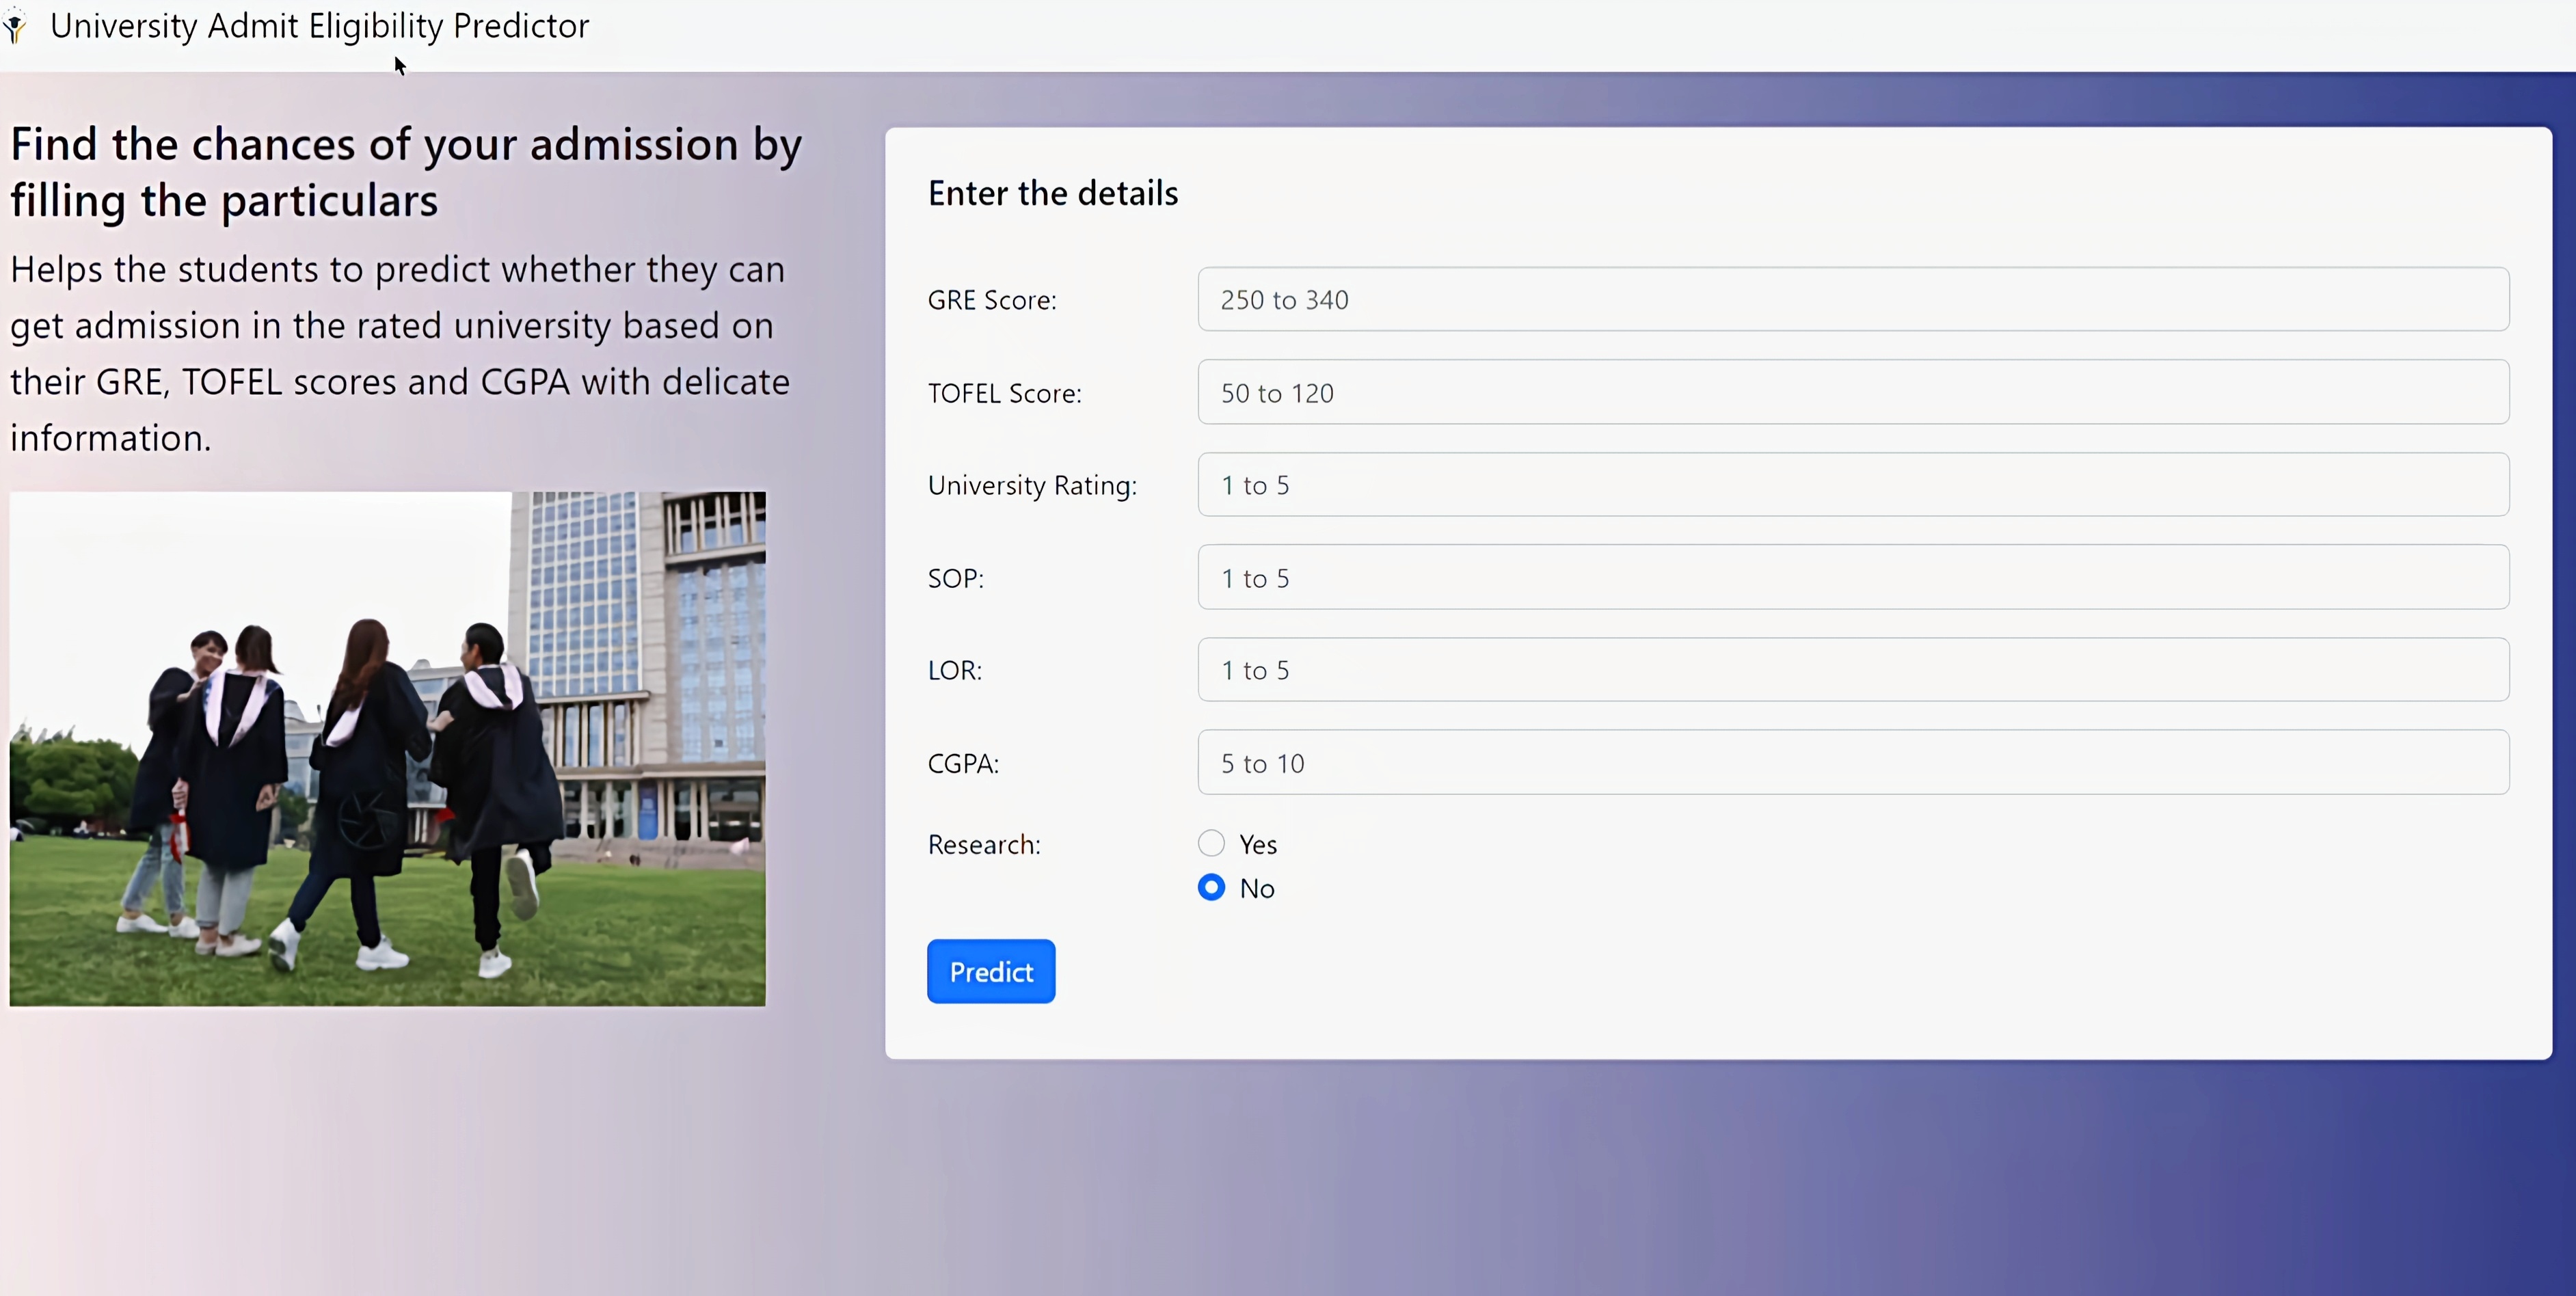 University Admit Eligibility Predictor
Find the chances of your admission by
filling the particulars
Helps the students to predict whether they can
get admission in the rated university based on
their GRE, TOFEL scores and CGPA with delicate
information.
Enter the details
GRE Score: 250 to 340
TOFEL Score: 50 to 120
University Rating: 1 to 5
SOP: 1 to 5
LOR: 1 to 5
CGPA: 5 to 10
Research: Yes
No
Predict